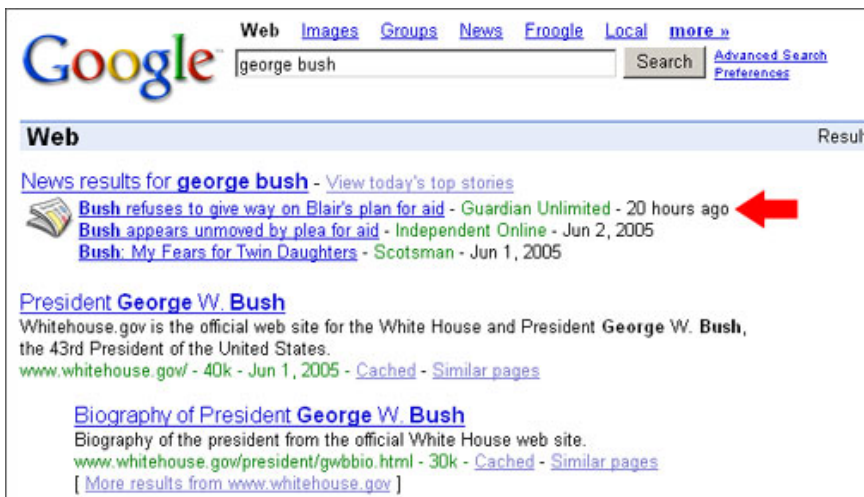 Google™ Web Images Groups News Froogle Local more »
george bush Search Advanced Search
Preferences
Web Result
News results for george bush - View today's top stories
Bush refuses to give way on Blair's plan for aid - Guardian Unlimited - 20 hours ago
Bush appears unmoved by plea for aid - Independent Online - Jun 2, 2005
Bush: My Fears for Twin Daughters - Scotsman - Jun 1, 2005
President George W. Bush
Whitehouse.gov is the official web site for the White House and President George W. Bush,
the 43rd President of the United States.
www.whitehouse.gov/ - 40k - Jun 1, 2005 - Cached - Similar pages
Biography of President George W. Bush
Biography of the president from the official White House web site.
www.whitehouse.gov/president/gwbbio.html - 30k - Cached - Similar pages
[ More results from www.whitehouse.gov ]